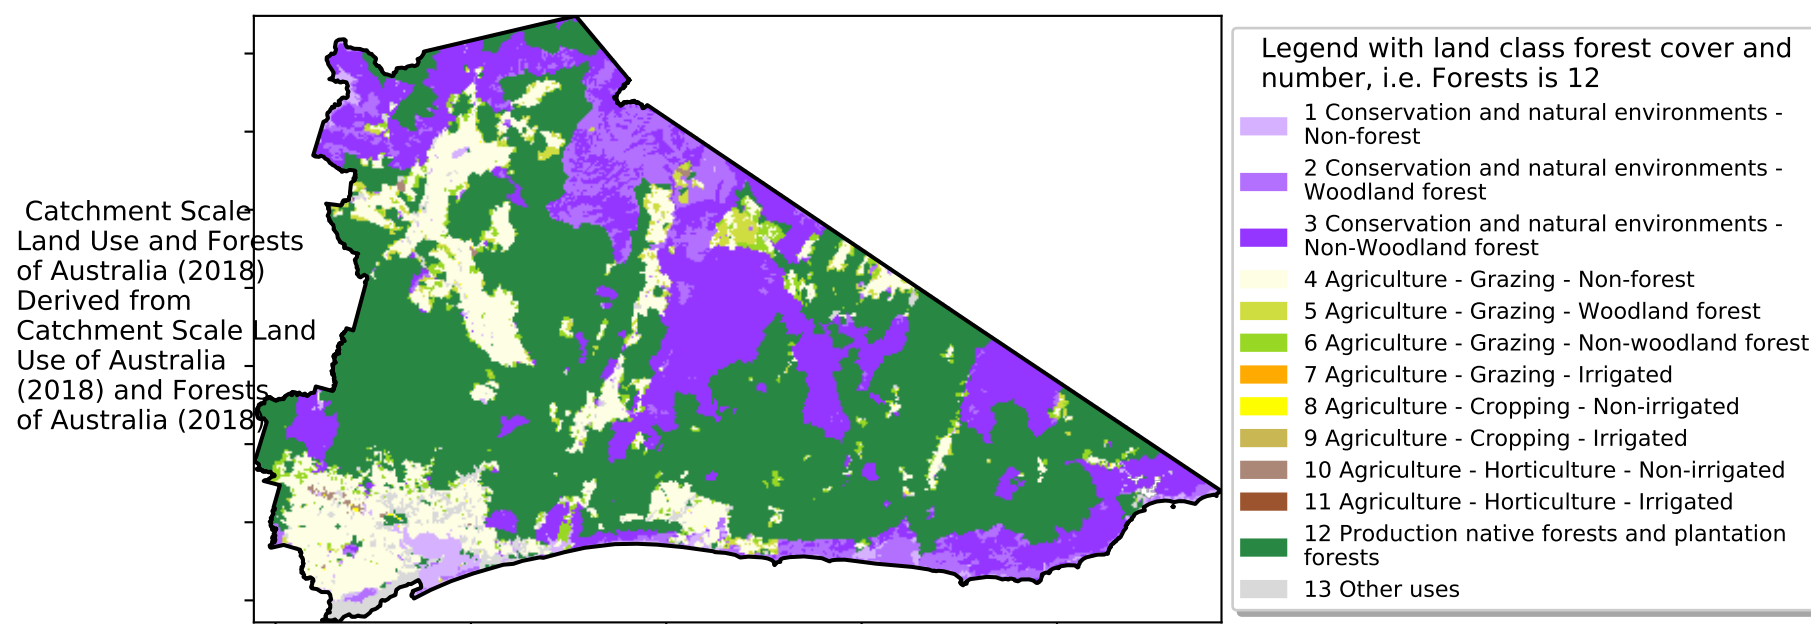 Catchment Scale
Land Use and Forests
of Australia (2018)
Derived from
Catchment Scale Land
Use of Australia
(2018) and Forests
of Australia (2018)
Legend with land class forest cover and
number, i.e. Forests is 12
1 Conservation and natural environments -
Non-forest
2 Conservation and natural environments -
Woodland forest
3 Conservation and natural environments -
Non-Woodland forest
4 Agriculture - Grazing - Non-forest
5 Agriculture - Grazing - Woodland forest
6 Agriculture - Grazing - Non-woodland forest
7 Agriculture - Grazing - Irrigated
8 Agriculture - Cropping - Non-irrigated
9 Agriculture - Cropping - Irrigated
10 Agriculture - Horticulture - Non-irrigated
11 Agriculture - Horticulture - Irrigated
12 Production native forests and plantation
forests
13 Other uses